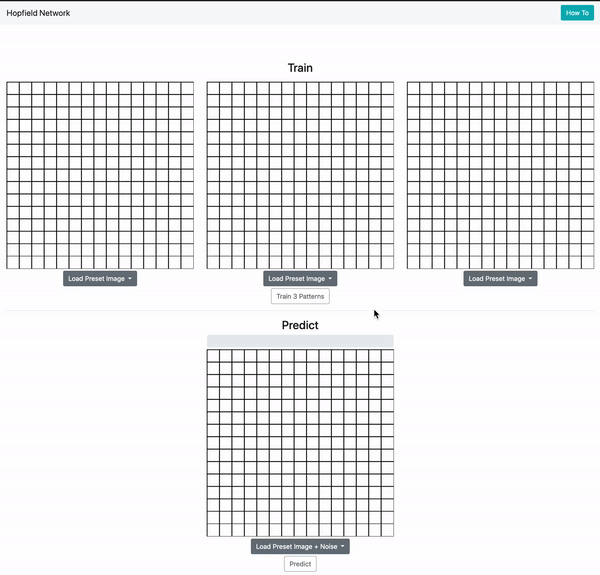 Hopfield Network
How To
Train
Load Preset Image
Load Preset Image
Load Preset Image
Train 3 Patterns
Predict
Load Preset Image + Noise
Predict